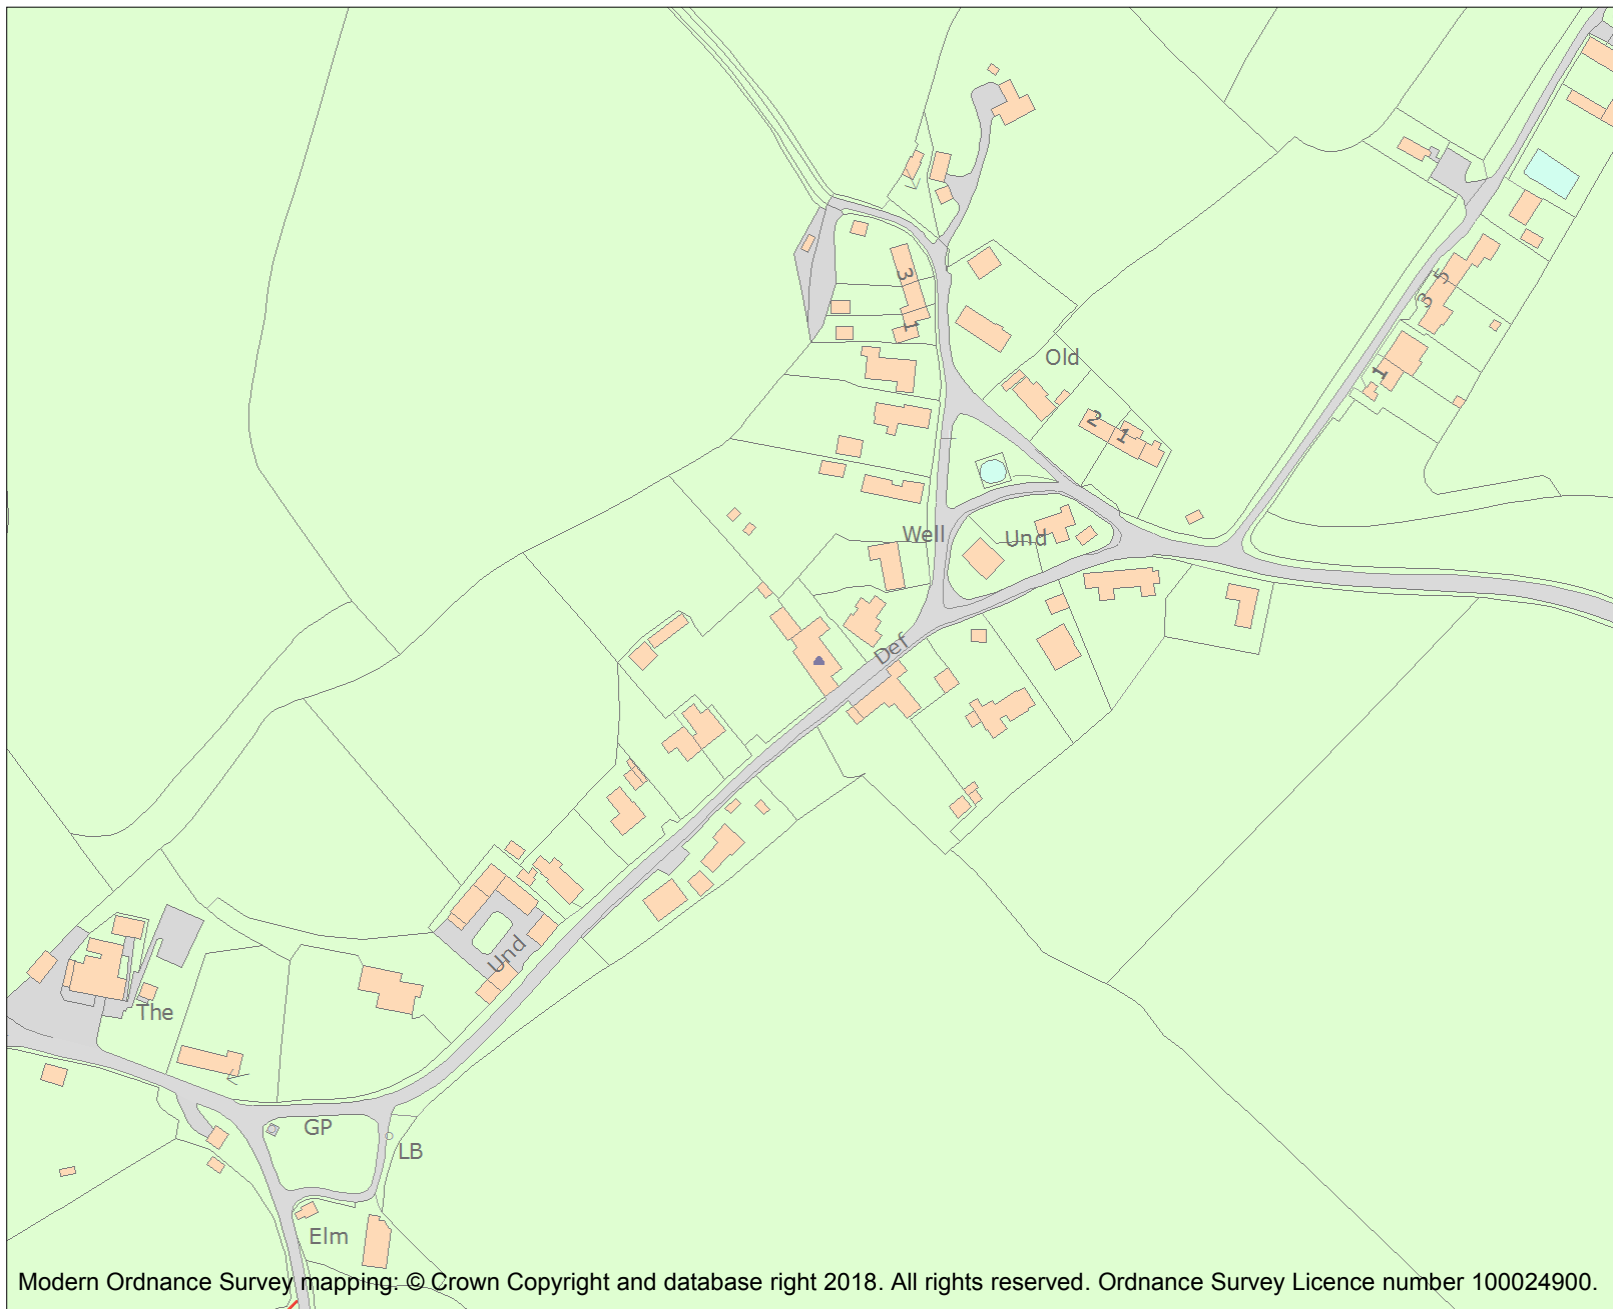 3
5
3
1
Old
1
2
1
Well
Und
Def
Und
The
GP
LB
Elm
Modern Ordnance Survey mapping: © Crown Copyright and database right 2018. All rights reserved. Ordnance Survey Licence number 100024900.